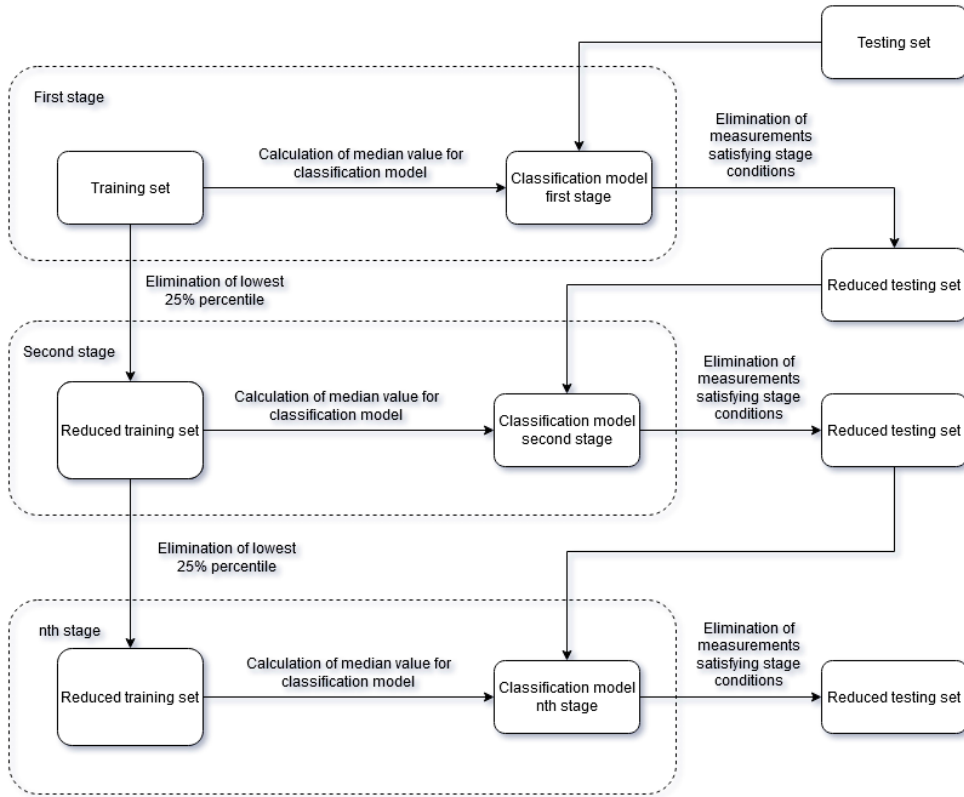 Testing set
First stage
Elimination of
measurements
satisfying stage
conditions
Calculation of median value for
classification model
Training set
Classification model
first stage
Elimination of lowest
25% percentile
Reduced testing set
Second stage
Elimination of
measurements
satisfying stage
conditions
Calculation of median value for
classification model
Reduced training set
Classification model
second stage
Reduced testing set
Elimination of lowest
25% percentile
nth stage
Elimination of
measurements
satisfying stage
conditions
Calculation of median value for
classification model
Reduced training set
Classification model
nth stage
Reduced testing set